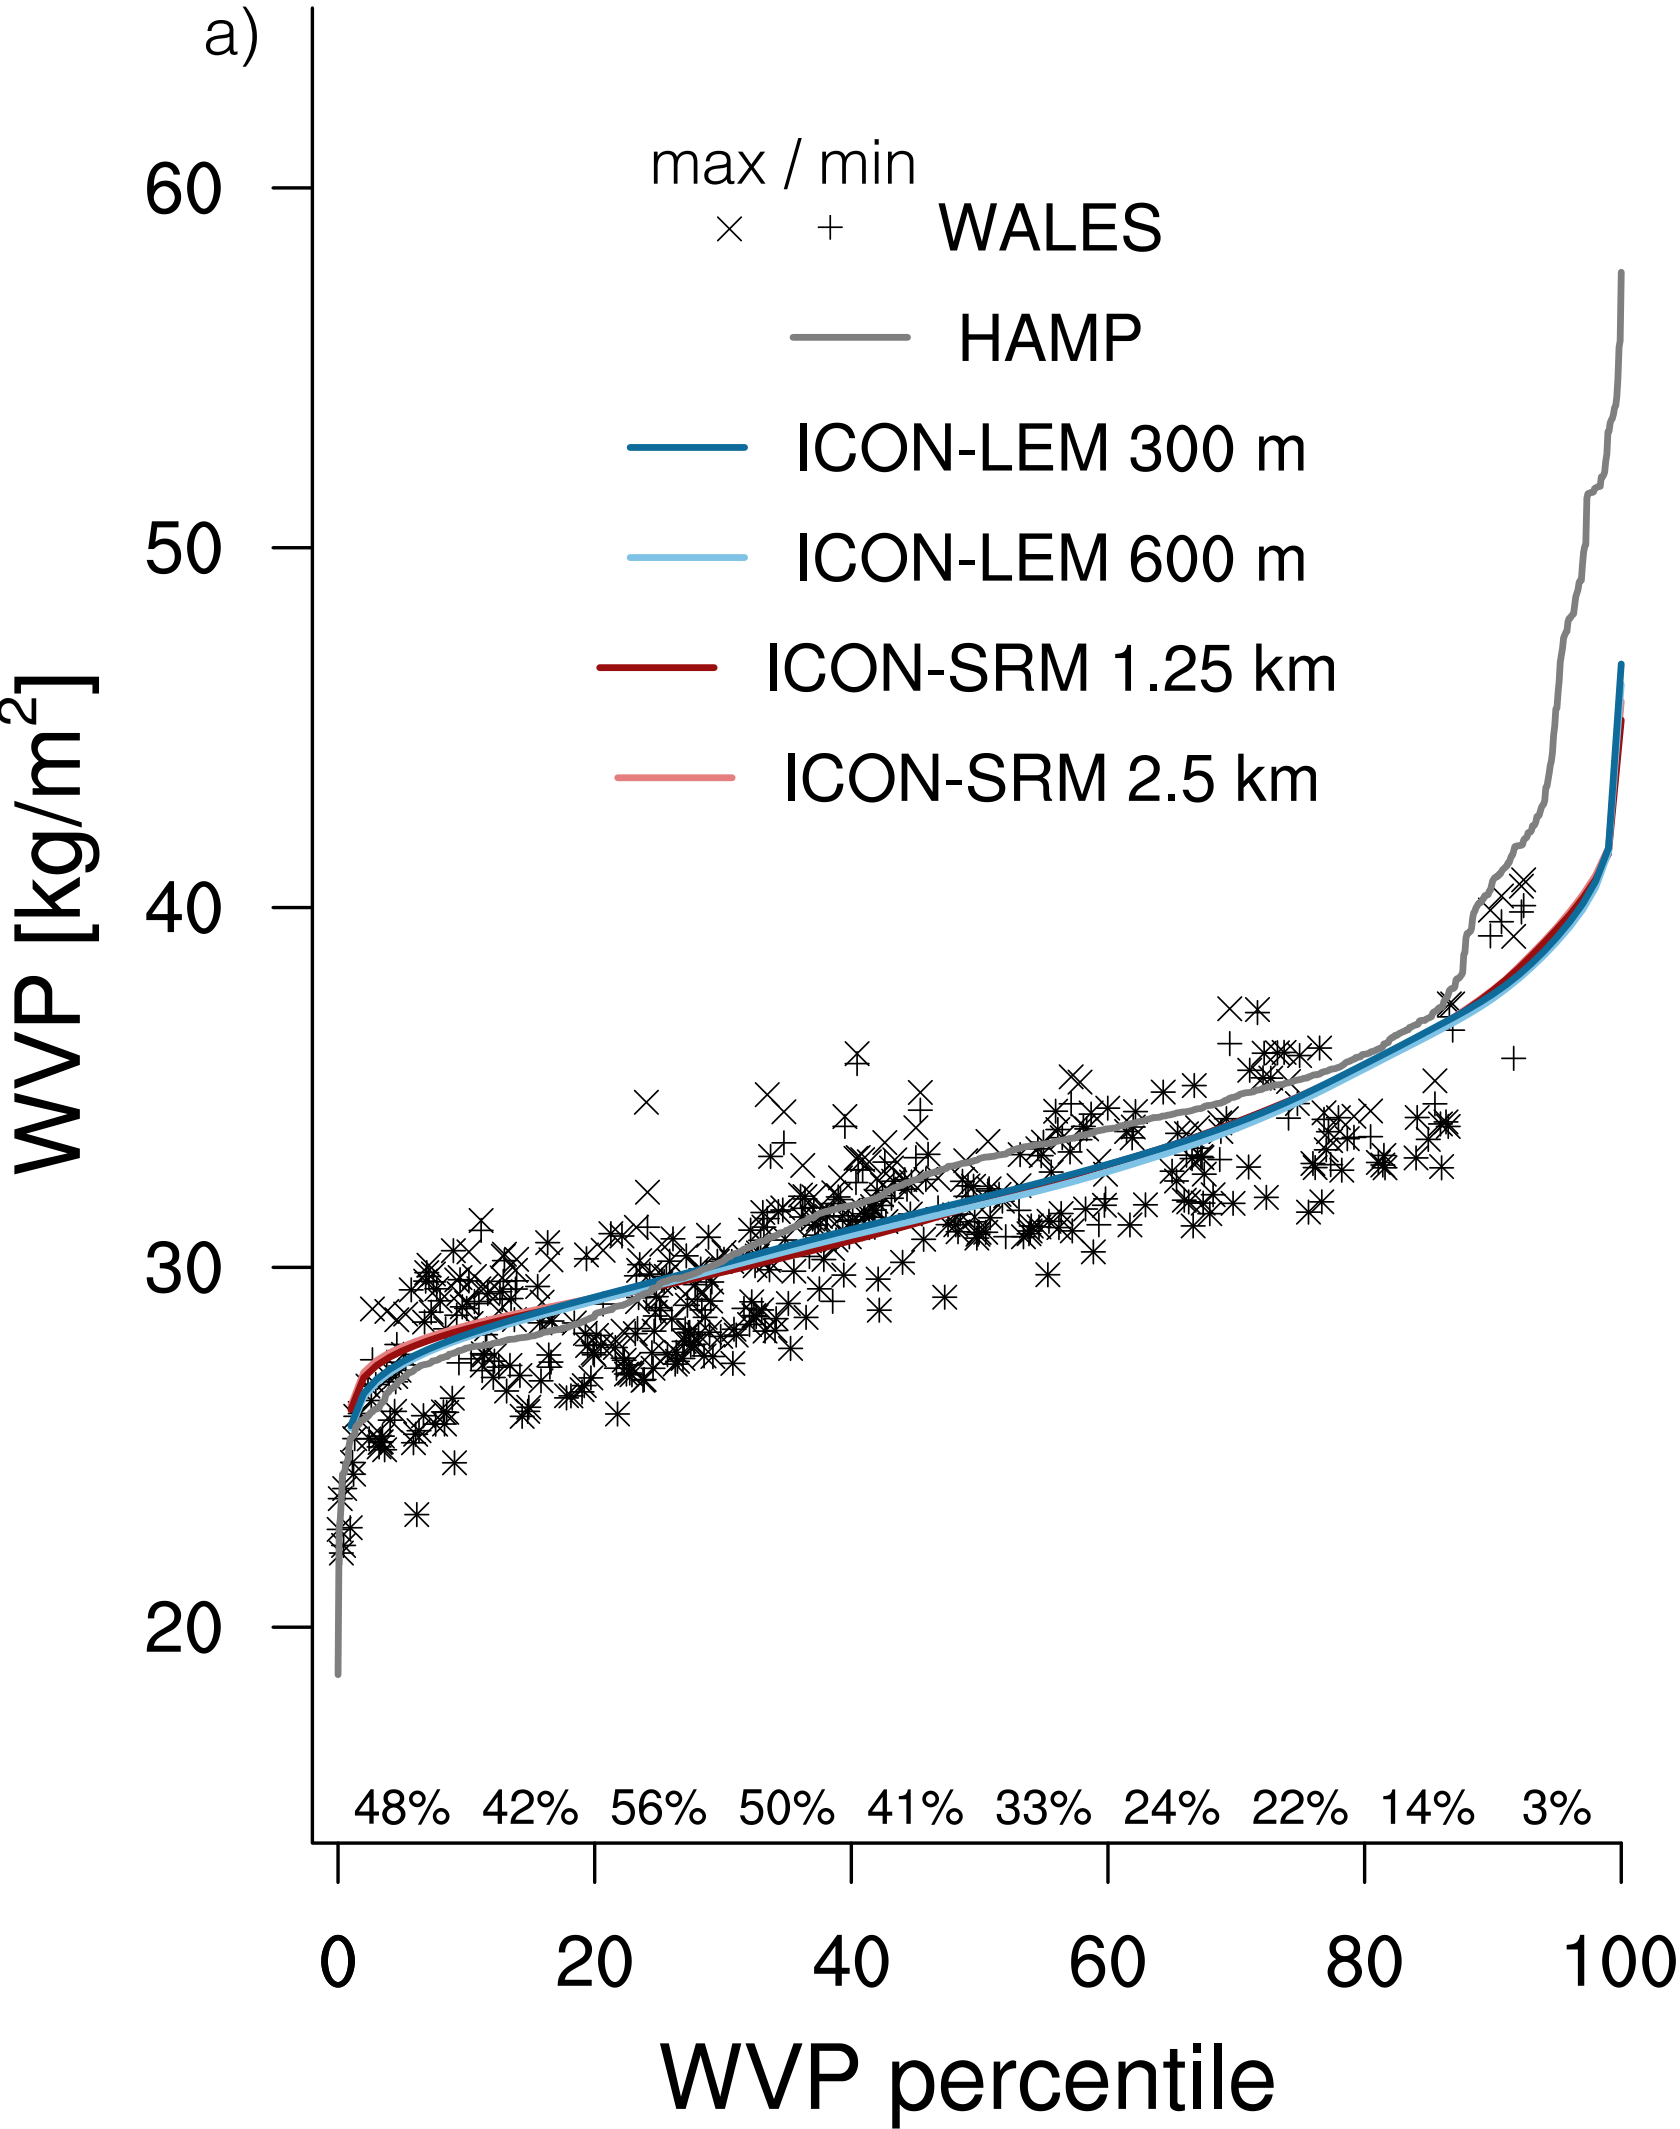 a)
max / min
× + WALES
HAMP
ICON-LEM 300 m
ICON-LEM 600 m
ICON-SRM 1.25 km
ICON-SRM 2.5 km
WVP [kg/m²]
60
50
40
30
20
48% 42% 56% 50% 41% 33% 24% 22% 14% 3%
0 20 40 60 80 100
WVP percentile